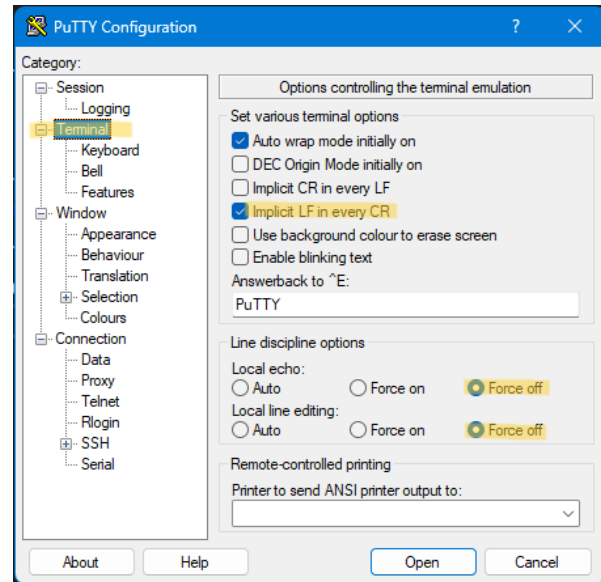 PuTTY Configuration
Category:
Session
Logging
Terminal
Keyboard
Bell
Features
Window
Appearance
Behaviour
Translation
Selection
Colours
Connection
Data
Proxy
Telnet
Rlogin
SSH
Serial
Options controlling the terminal emulation
Set various terminal options
Auto wrap mode initially on
DEC Origin Mode initially on
Implicit CR in every LF
Implicit LF in every CR
Use background colour to erase screen
Enable blinking text
Answerback to ^E:
PuTTY
Line discipline options
Local echo:
Auto Force on Force off
Local line editing:
Auto Force on Force off
Remote-controlled printing
Printer to send ANSI printer output to:
About Help Open Cancel